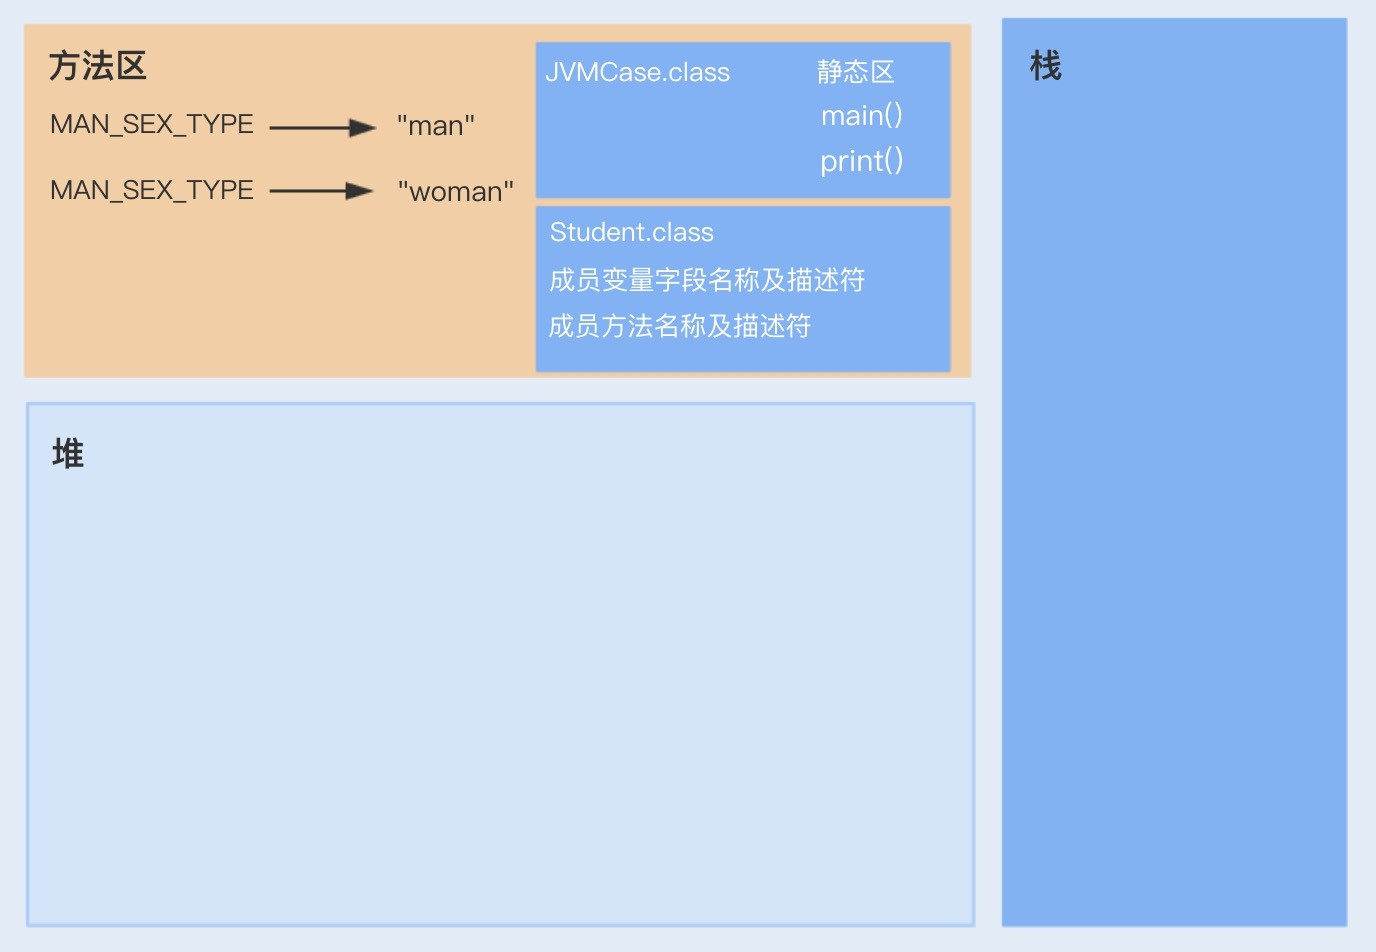 方法区
MAN_SEX_TYPE "man"
MAN_SEX_TYPE "woman"
JVMCase.class 静态区
main()
print()
Student.class
成员变量字段名称及描述符
成员方法名称及描述符
堆
栈